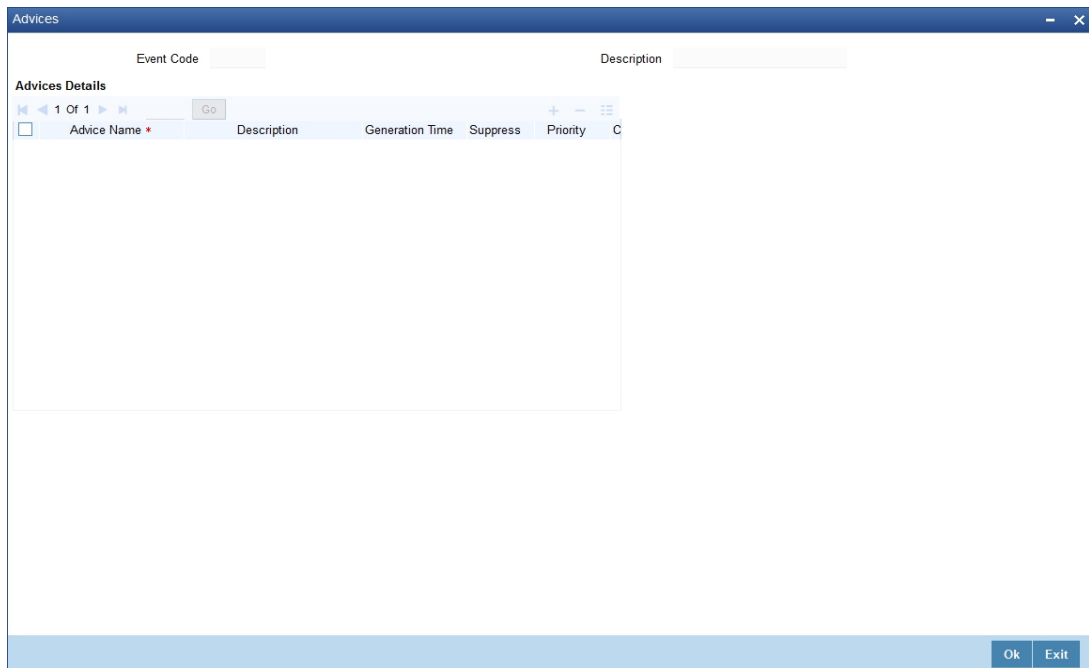 Advices
Event Code Description
Advices Details
1 Of 1 Go
Advice Name * Description Generation Time Suppress Priority C
Ok Exit